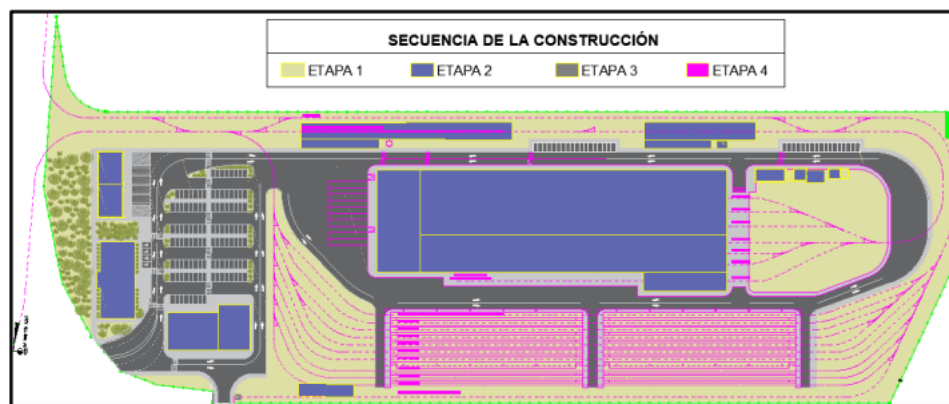 SECUENCIA DE LA CONSTRUCCIÓN
ETAPA 1 ETAPA 2 ETAPA 3 ETAPA 4